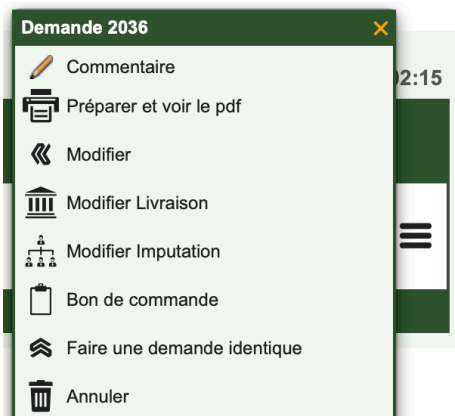 Demande 2036
Commentaire
02:15
Préparer et voir le pdf
Modifier
Modifier Livraison
Modifier Imputation
Bon de commande
Faire une demande identique
Annuler